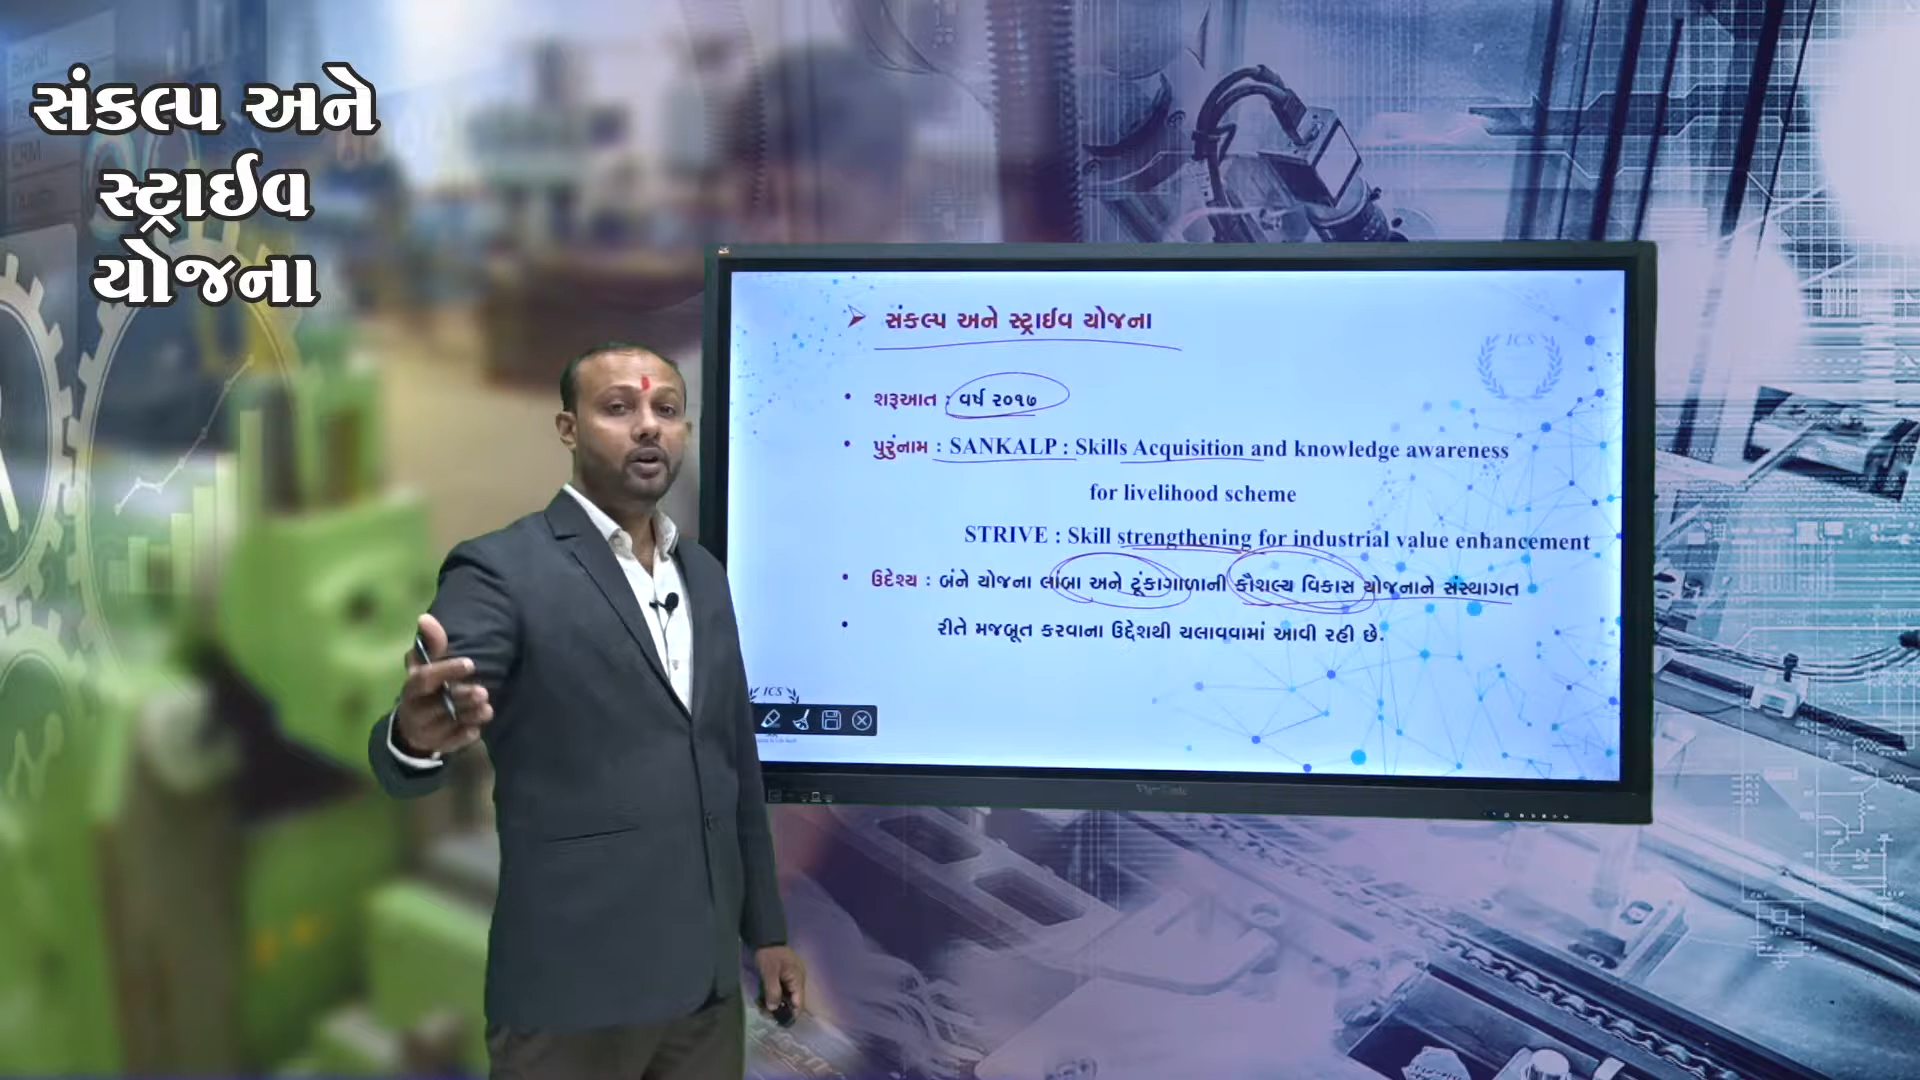 સંકલ્પ અને
સ્ટ્રાઈવ
યોજના
➢ સંકલ્પ અને સ્ટ્રાઈવ યોજના
ICS
• શરૂઆત : વર્ષ ૨૦૧૭
• પુરુંનામ : SANKALP : Skills Acquisition and knowledge awareness
for livelihood scheme
STRIVE : Skill strengthening for industrial value enhancement
• ઉદેશ્ય : બંને યોજના લાંબા અને ટૂંકાગાળાની કૌશલ્ય વિકાસ યોજનાને સંસ્થાગત
• રીતે મજબૂત કરવાના ઉદ્દેશથી ચલાવવામાં આવી રહી છે.
ICS